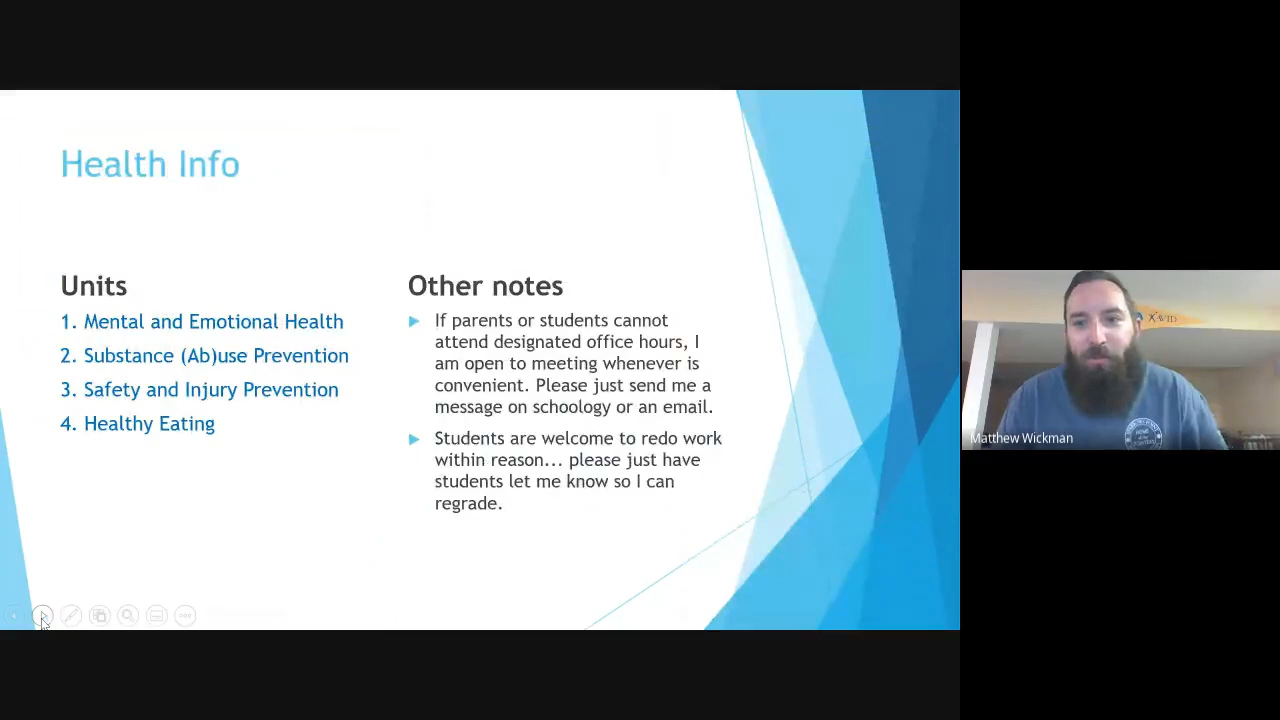 Health Info
Units
1. Mental and Emotional Health
2. Substance (Ab)use Prevention
3. Safety and Injury Prevention
4. Healthy Eating
Other notes
If parents or students cannot
attend designated office hours, I
am open to meeting whenever is
convenient. Please just send me a
message on schoology or an email.
Students are welcome to redo work
within reason... please just have
students let me know so I can
regrade.
AVID
Matthew Wickman